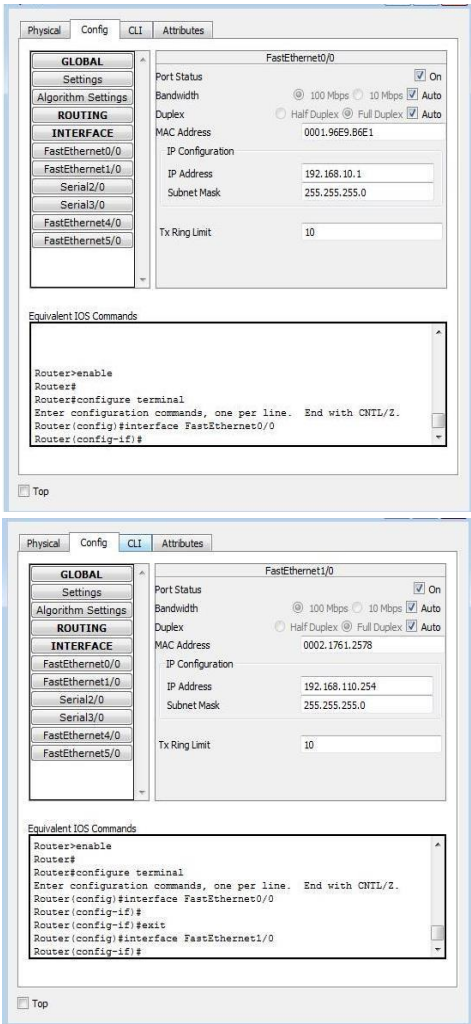 Physical Config CLI Attributes
GLOBAL
Settings
Algorithm Settings
ROUTING
INTERFACE
FastEthernet0/0
FastEthernet1/0
Serial2/0
Serial3/0
FastEthernet4/0
FastEthernet5/0
FastEthernet0/0
Port Status On
Bandwidth 100 Mbps 10 Mbps Auto
Duplex Half Duplex Full Duplex Auto
MAC Address 0001.96E9.B6E1
IP Configuration
IP Address 192.168.10.1
Subnet Mask 255.255.255.0
Tx Ring Limit 10
Equivalent IOS Commands
Router>enable
Router#
Router#configure terminal
Enter configuration commands, one per line. End with CNTL/Z.
Router(config)#interface FastEthernet0/0
Router(config-if)#
Top
Physical Config CLI Attributes
GLOBAL
Settings
Algorithm Settings
ROUTING
INTERFACE
FastEthernet0/0
FastEthernet1/0
Serial2/0
Serial3/0
FastEthernet4/0
FastEthernet5/0
FastEthernet1/0
Port Status On
Bandwidth 100 Mbps 10 Mbps Auto
Duplex Half Duplex Full Duplex Auto
MAC Address 0002.1761.2578
IP Configuration
IP Address 192.168.110.254
Subnet Mask 255.255.255.0
Tx Ring Limit 10
Equivalent IOS Commands
Router>enable
Router#
Router#configure terminal
Enter configuration commands, one per line. End with CNTL/Z.
Router(config)#interface FastEthernet0/0
Router(config-if)#
Router(config-if)#exit
Router(config)#interface FastEthernet1/0
Router(config-if)#
Top